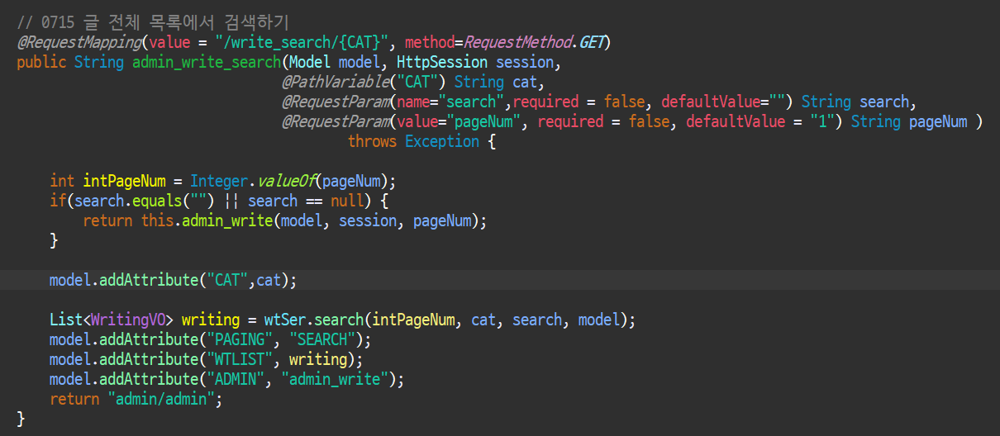 // 0715 글 전체 목록에서 검색하기
@RequestMapping(value = "/write_search/{CAT}", method=RequestMethod.GET)
public String admin_write_search(Model model, HttpSession session,
@PathVariable("CAT") String cat,
@RequestParam(name="search",required = false, defaultValue="") String search,
@RequestParam(value="pageNum", required = false, defaultValue = "1") String pageNum )
throws Exception {
int intPageNum = Integer.valueOf(pageNum);
if(search.equals("") || search == null) {
return this.admin_write(model, session, pageNum);
}
model.addAttribute("CAT",cat);
List<WritingVO> writing = wtSer.search(intPageNum, cat, search, model);
model.addAttribute("PAGING", "SEARCH");
model.addAttribute("WTLIST", writing);
model.addAttribute("ADMIN", "admin_write");
return "admin/admin";
}